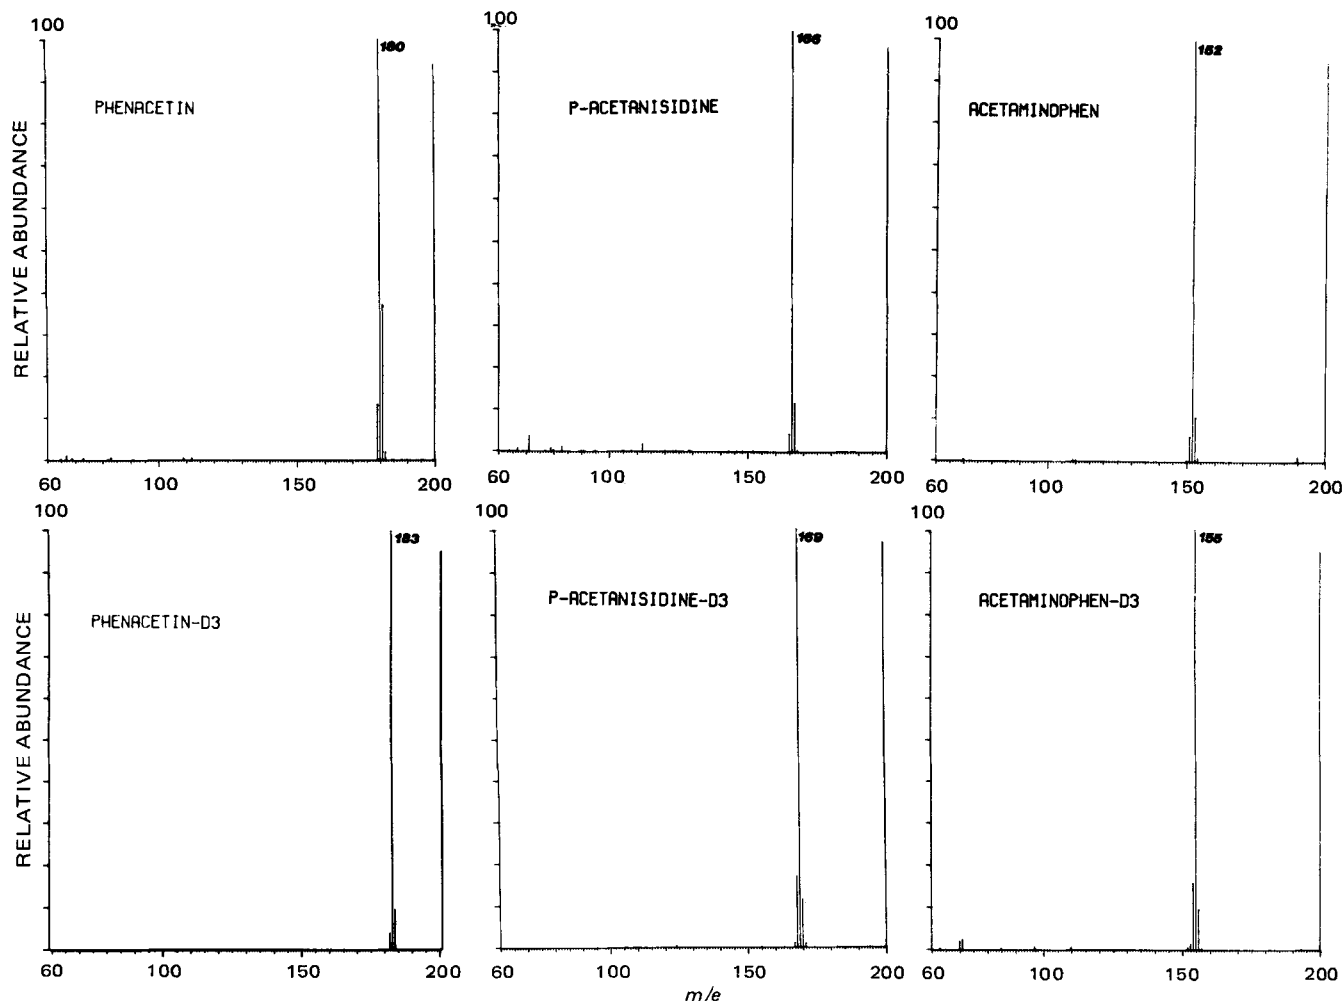 100
180
PHENACETIN
RELATIVE ABUNDANCE
60 100 150 200
100
166
P-ACETANISIDINE
60 100 150 200
100
152
ACETAMINOPHEN
60 100 150 200
100
183
PHENACETIN-D3
RELATIVE ABUNDANCE
60 100 150 200
100
169
P-ACETANISIDINE-D3
60 100 150 200
m/e
100
155
ACETAMINOPHEN-D3
60 100 150 200